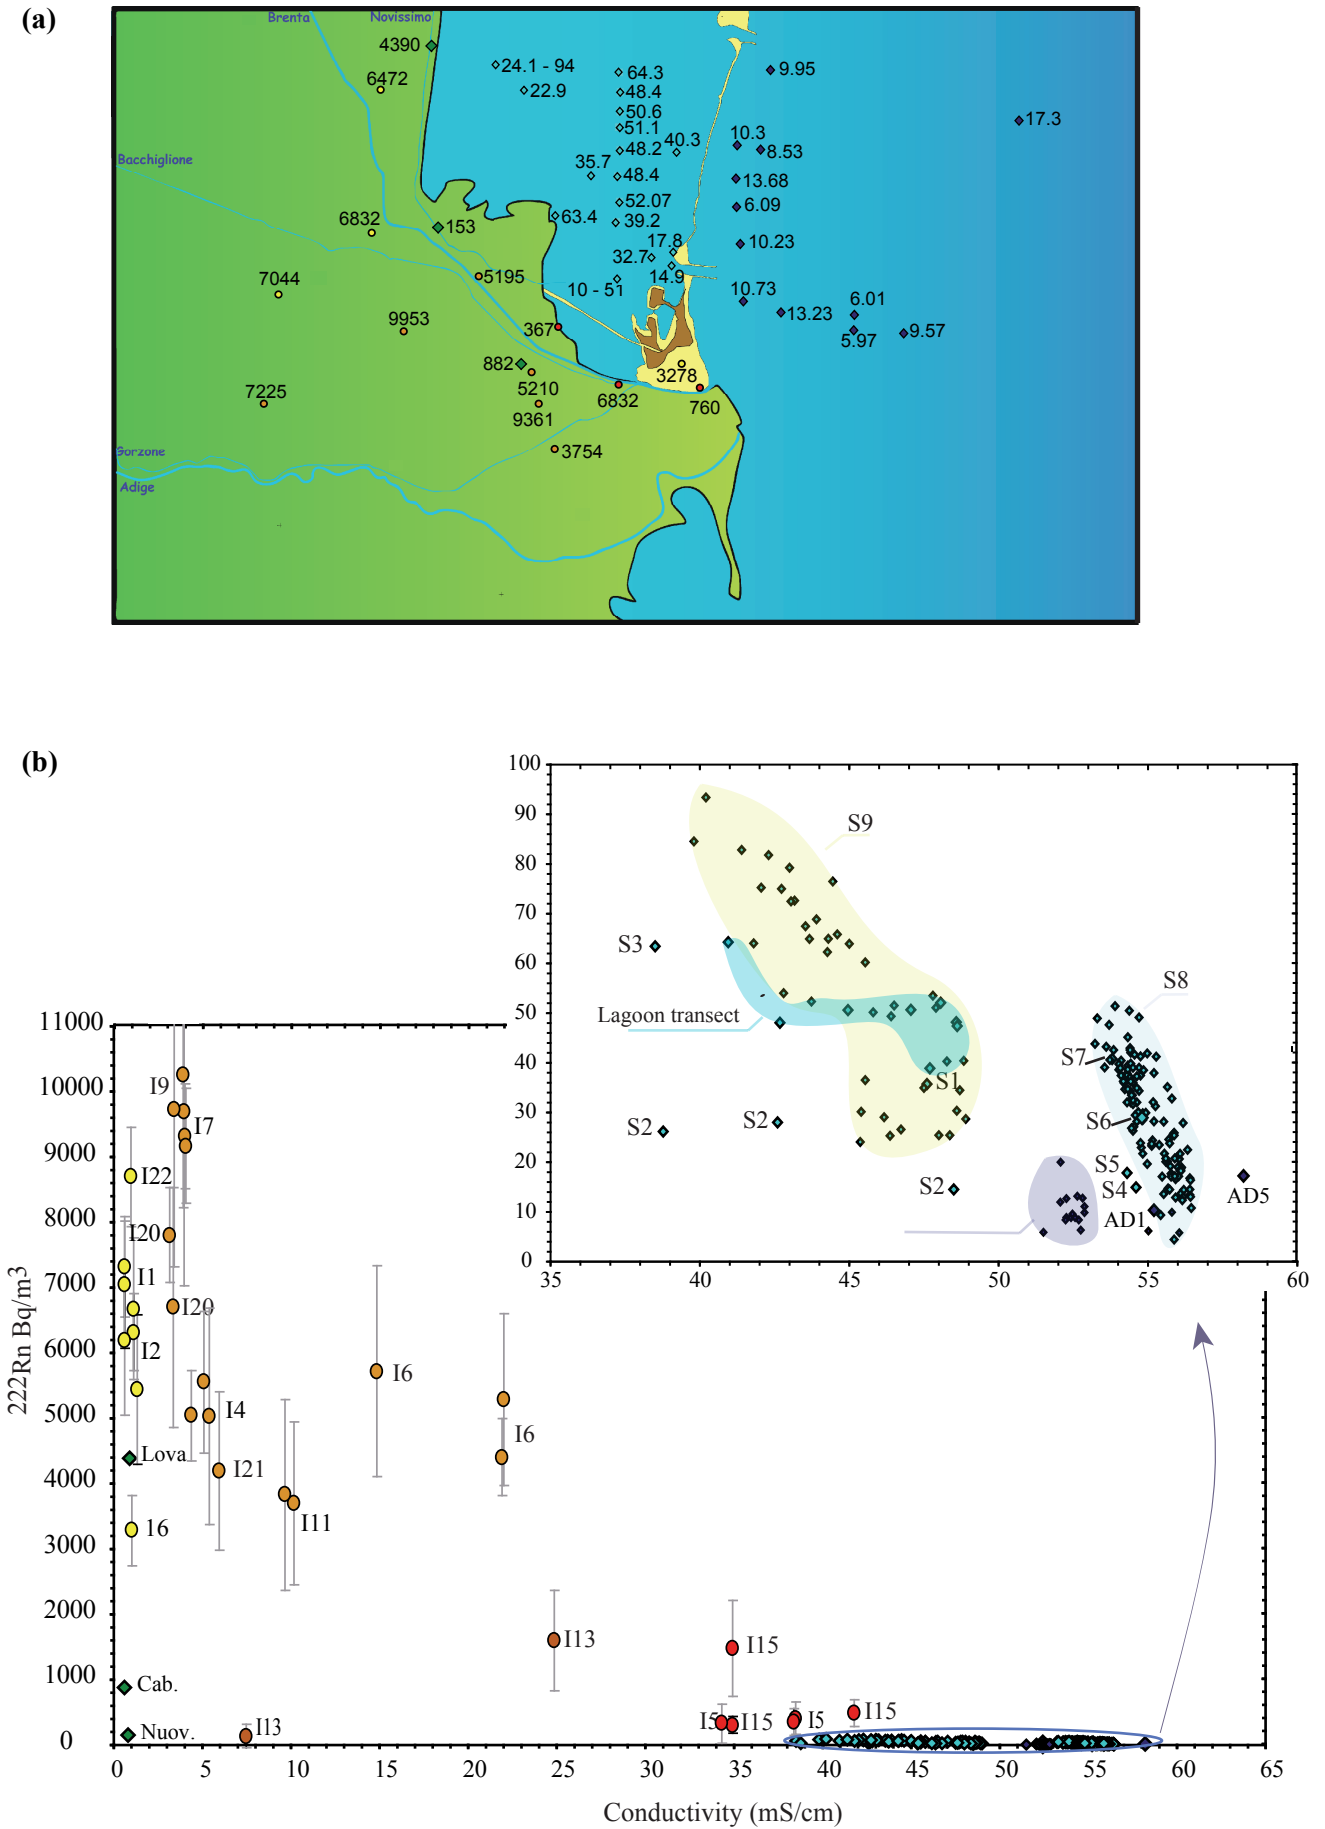 (a)
Brenta
Novissimo
4390
6472
24.1 - 94
22.9
64.3
48.4
50.6
51.1
48.2
40.3
35.7
48.4
52.07
39.2
63.4
17.8
32.7
14.9
10 - 51
9.95
17.3
10.3
8.53
13.68
6.09
10.23
10.73
13.23
6.01
5.97
9.57
Bacchiglione
6832
153
7044
5195
9953
367
882
5210
7225
9361
6832
3278
760
3754
Gorzone
Adige
(b)
100
90
80
70
60
50
40
30
20
10
0
35
40
45
50
55
60
S9
S3
Lagoon transect
S1
S2
S2
S2
S8
S7
S6
S5
S4
AD1
AD5
11000
10000
9000
8000
7000
6000
5000
4000
3000
2000
1000
0
222Rn Bq/m3
I9
I7
I22
I20
I1
I20
I2
I6
I4
I6
Lova
I21
16
I11
I13
I15
Cab.
I5
I15
I5
I15
Nuov.
I13
0
5
10
15
20
25
30
35
40
45
50
55
60
65
Conductivity (mS/cm)